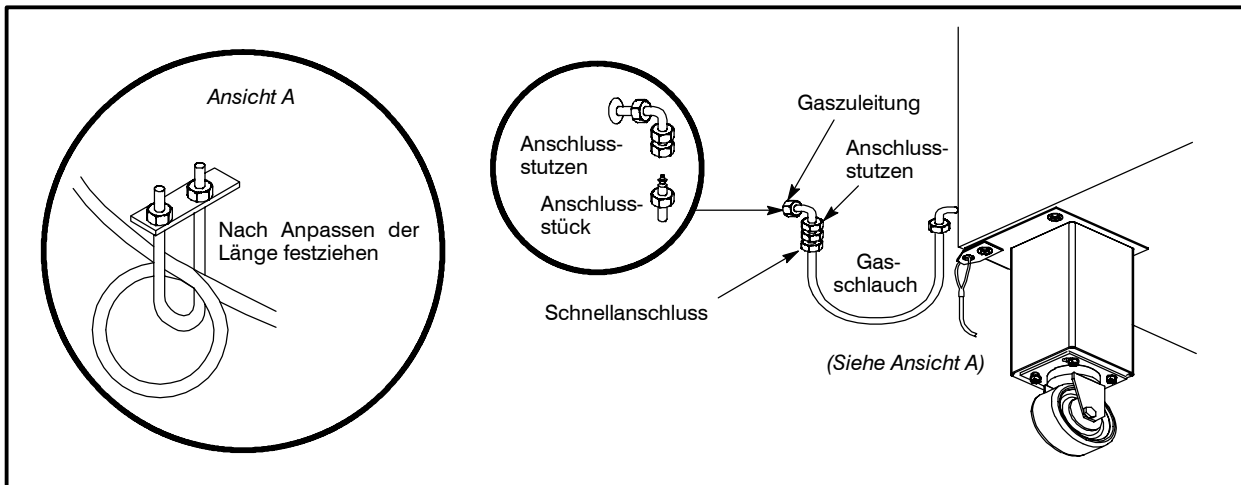 Ansicht A
Nach Anpassen der
Länge festziehen
Anschluss-
stutzen
Anschluss-
stück
Gaszuleitung
Anschluss-
stutzen
Gas-
schlauch
Schnellanschluss
(Siehe Ansicht A)